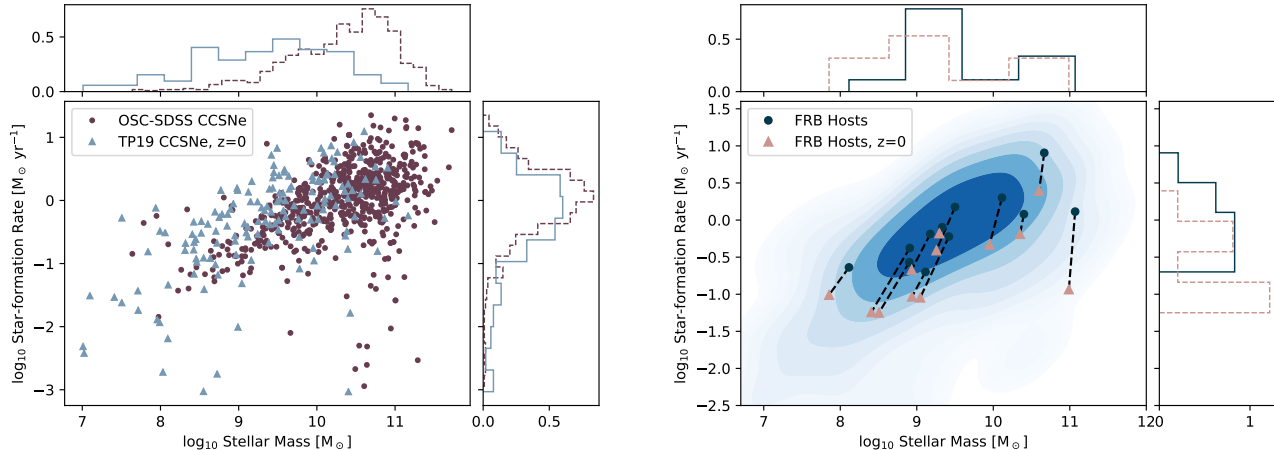 0.5
0.0
OSC-SDSS CCSNe
TP19 CCSNe, z=0
1
0
−1
−2
−3
log₁₀ Star-formation Rate [M⊙ yr⁻¹]
7 8 9 10 11
log₁₀ Stellar Mass [M⊙]
0.0 0.5
0.5
0.0
FRB Hosts
FRB Hosts, z=0
1.5
1.0
0.5
0.0
−0.5
−1.0
−1.5
−2.0
−2.5
log₁₀ Star-formation Rate [M⊙ yr⁻¹]
7 8 9 10 11 12
log₁₀ Stellar Mass [M⊙]
0 1